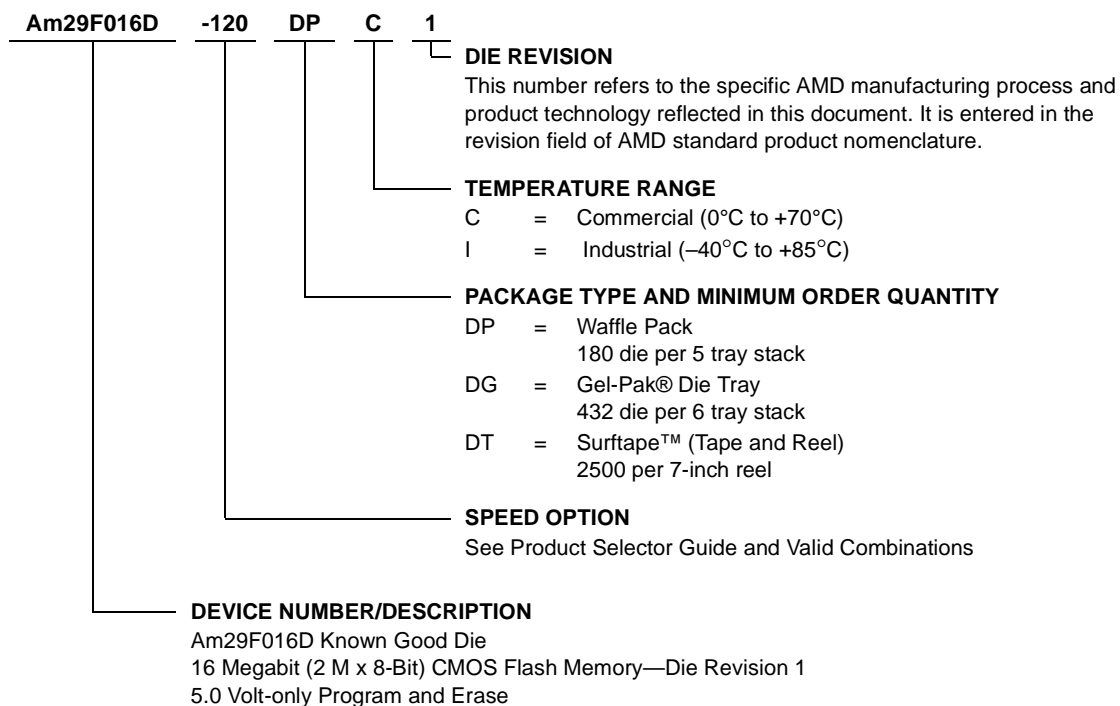 Am29F016D -120 DP C 1
DIE REVISION
This number refers to the specific AMD manufacturing process and
product technology reflected in this document. It is entered in the
revision field of AMD standard product nomenclature.
TEMPERATURE RANGE
C = Commercial (0°C to +70°C)
I = Industrial (–40°C to +85°C)
PACKAGE TYPE AND MINIMUM ORDER QUANTITY
DP = Waffle Pack
180 die per 5 tray stack
DG = Gel-Pak® Die Tray
432 die per 6 tray stack
DT = Surftape™ (Tape and Reel)
2500 per 7-inch reel
SPEED OPTION
See Product Selector Guide and Valid Combinations
DEVICE NUMBER/DESCRIPTION
Am29F016D Known Good Die
16 Megabit (2 M x 8-Bit) CMOS Flash Memory—Die Revision 1
5.0 Volt-only Program and Erase